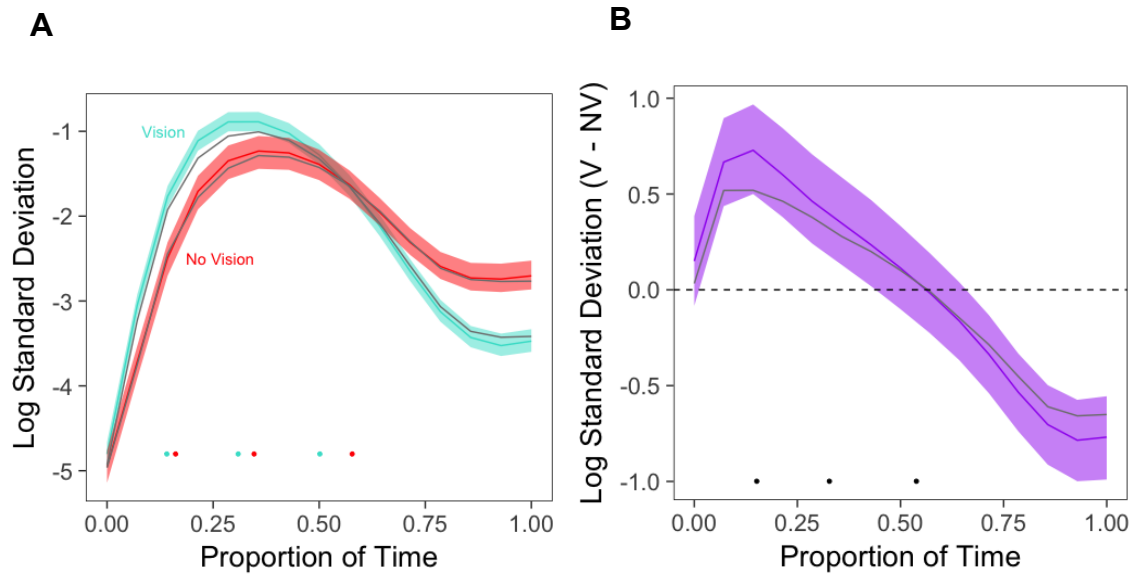 A
Log Standard Deviation
-1
-2
-3
-4
-5
Vision
No Vision
0.00 0.25 0.50 0.75 1.00
Proportion of Time
B
Log Standard Deviation (V - NV)
1.0
0.5
0.0
-0.5
-1.0
0.00 0.25 0.50 0.75 1.00
Proportion of Time